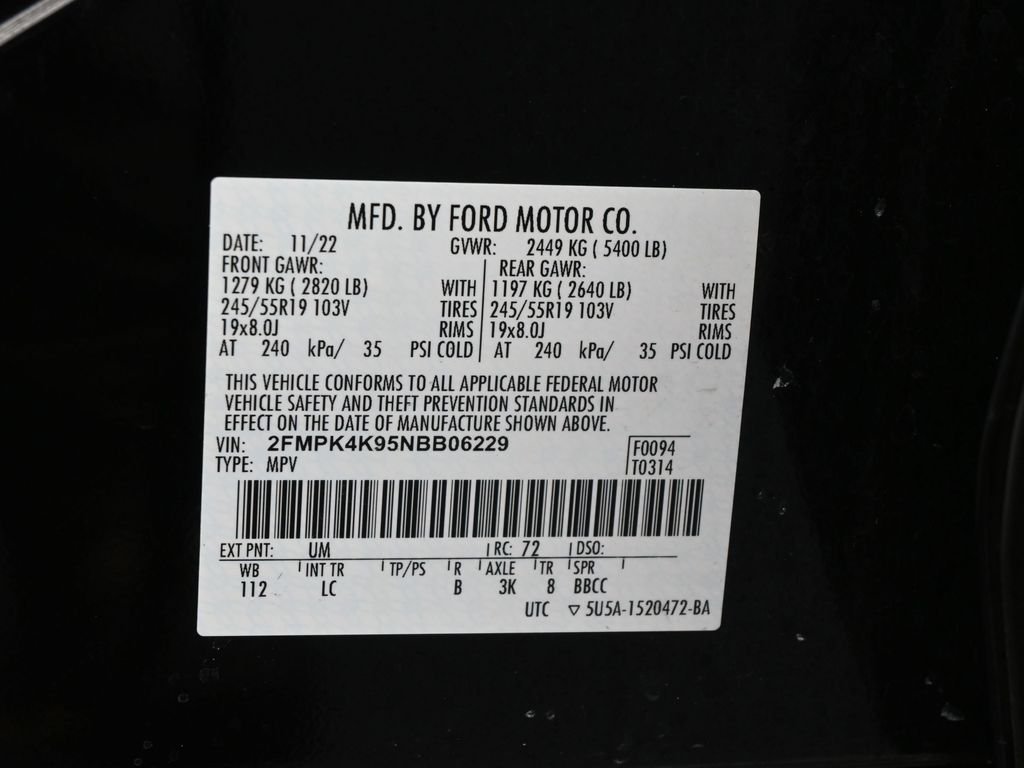 MFD. BY FORD MOTOR CO.
DATE: 11/22 GVWR: 2449 KG ( 5400 LB)
FRONT GAWR: REAR GAWR:
1279 KG ( 2820 LB) WITH 1197 KG ( 2640 LB) WITH
245/55R19 103V TIRES 245/55R19 103V TIRES
19x8.0J RIMS 19x8.0J RIMS
AT 240 kPa/ 35 PSI COLD AT 240 kPa/ 35 PSI COLD
THIS VEHICLE CONFORMS TO ALL APPLICABLE FEDERAL MOTOR
VEHICLE SAFETY AND THEFT PREVENTION STANDARDS IN
EFFECT ON THE DATE OF MANUFACTURE SHOWN ABOVE.
VIN: 2FMPK4K95NBB06229 F0094
TYPE: MPV T0314
EXT PNT: UM RC: 72 DSO:
WB INT TR TP/PS R AXLE TR SPR
112 LC B 3K 8 BBCC
UTC ▽ 5U5A-1520472-BA